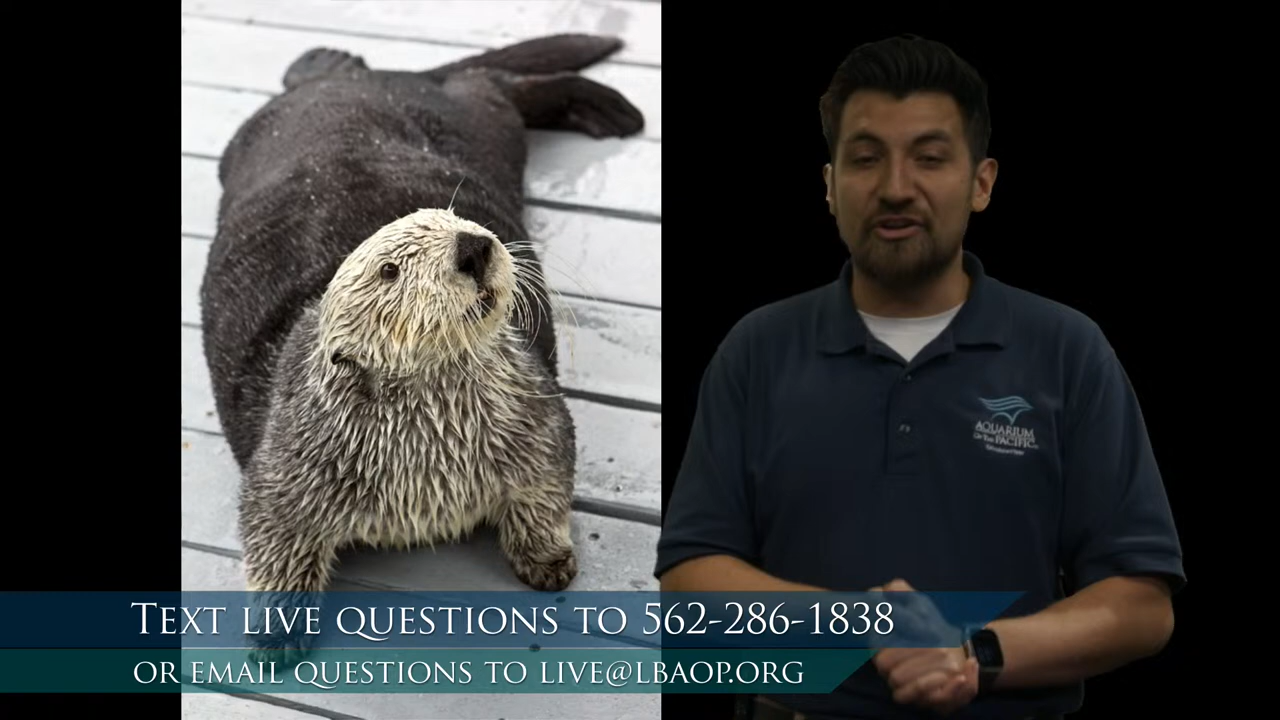 AQUARIUM
OF THE PACIFIC
TEXT LIVE QUESTIONS TO 562-286-1838
OR EMAIL QUESTIONS TO LIVE@LBAOP.ORG